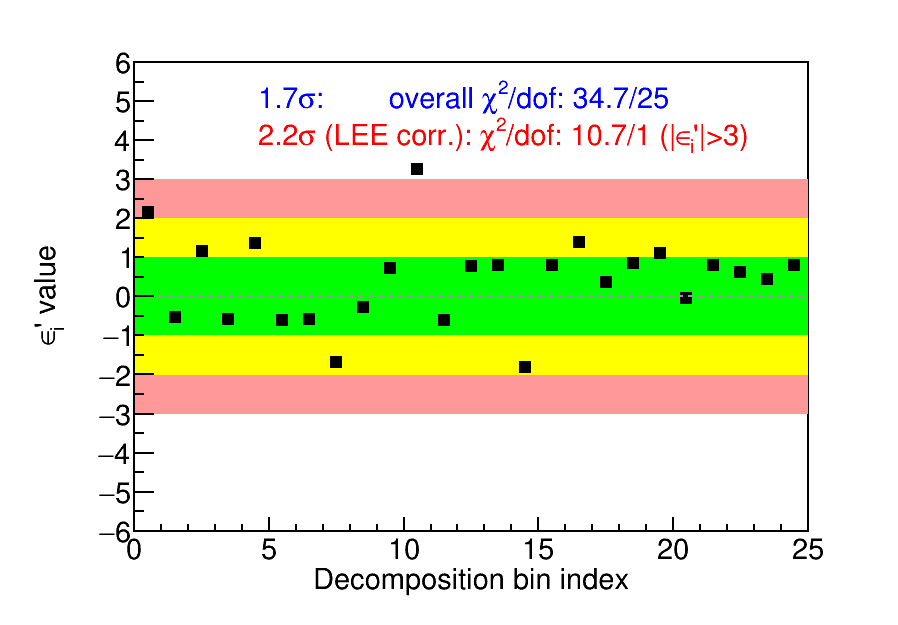 1.7σ: overall χ²/dof: 34.7/25
2.2σ (LEE corr.): χ²/dof: 10.7/1 (|ϵᵢ'|>3)
6
5
4
3
2
1
0
−1
−2
−3
−4
−5
−6
ϵᵢ' value
0 5 10 15 20 25
Decomposition bin index